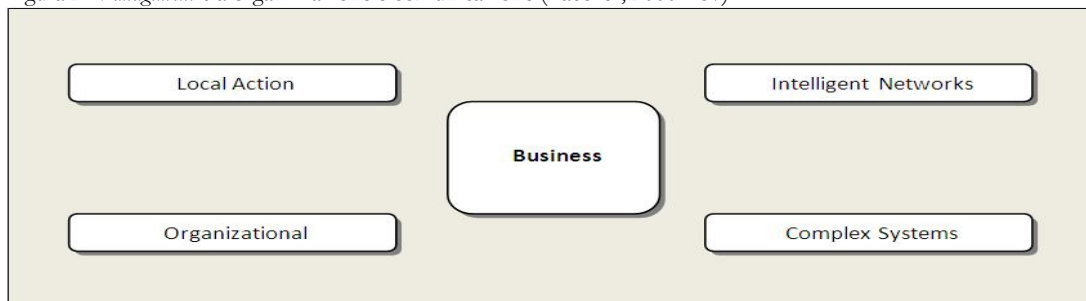 Local Action
Intelligent Networks
Business
Organizational
Complex Systems